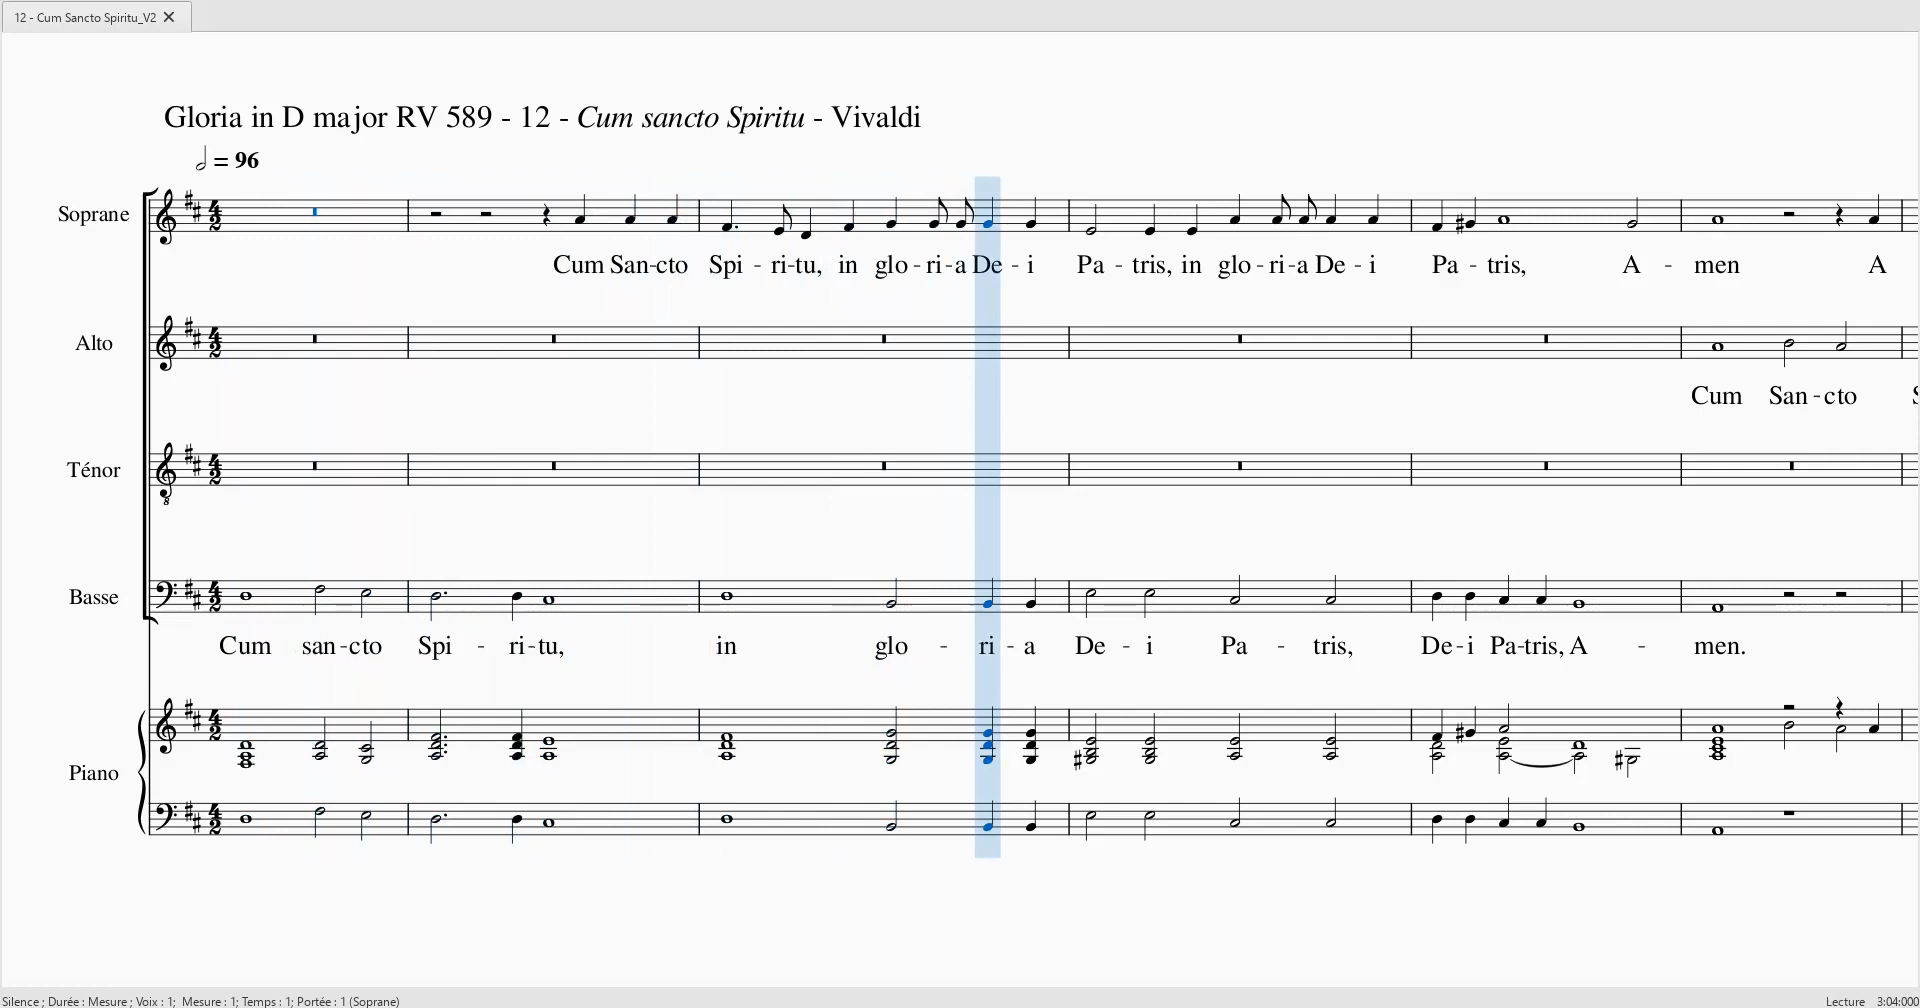 12 - Cum Sancto Spiritu_V2
Gloria in D major RV 589 - 12 - Cum sancto Spiritu - Vivaldi
= 96
Soprane
Cum San-cto Spi - ri-tu, in glo - ri - a De - i Pa - tris, in glo - ri - a De - i Pa - tris, A - men A
Alto
Cum San - cto S
Ténor
Basse
Cum san - cto Spi - ri - tu, in glo - ri - a De - i Pa - tris, De - i Pa-tris, A - men.
Piano
Silence ; Durée : Mesure ; Voix : 1; Mesure : 1; Temps : 1; Portée : 1 (Soprane)
Lecture 3:04:000